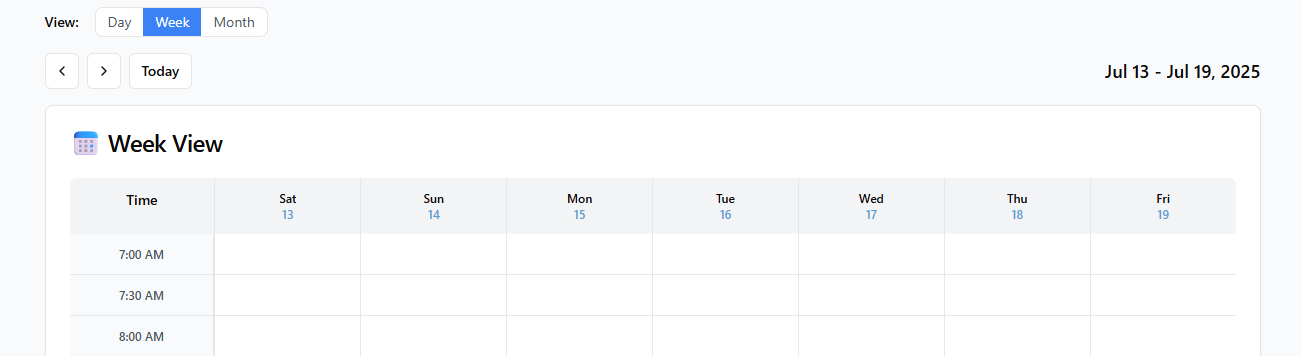 View: Day Week Month
Today Jul 13 - Jul 19, 2025
Week View
Time Sat Sun Mon Tue Wed Thu Fri
13 14 15 16 17 18 19
7:00 AM
7:30 AM
8:00 AM